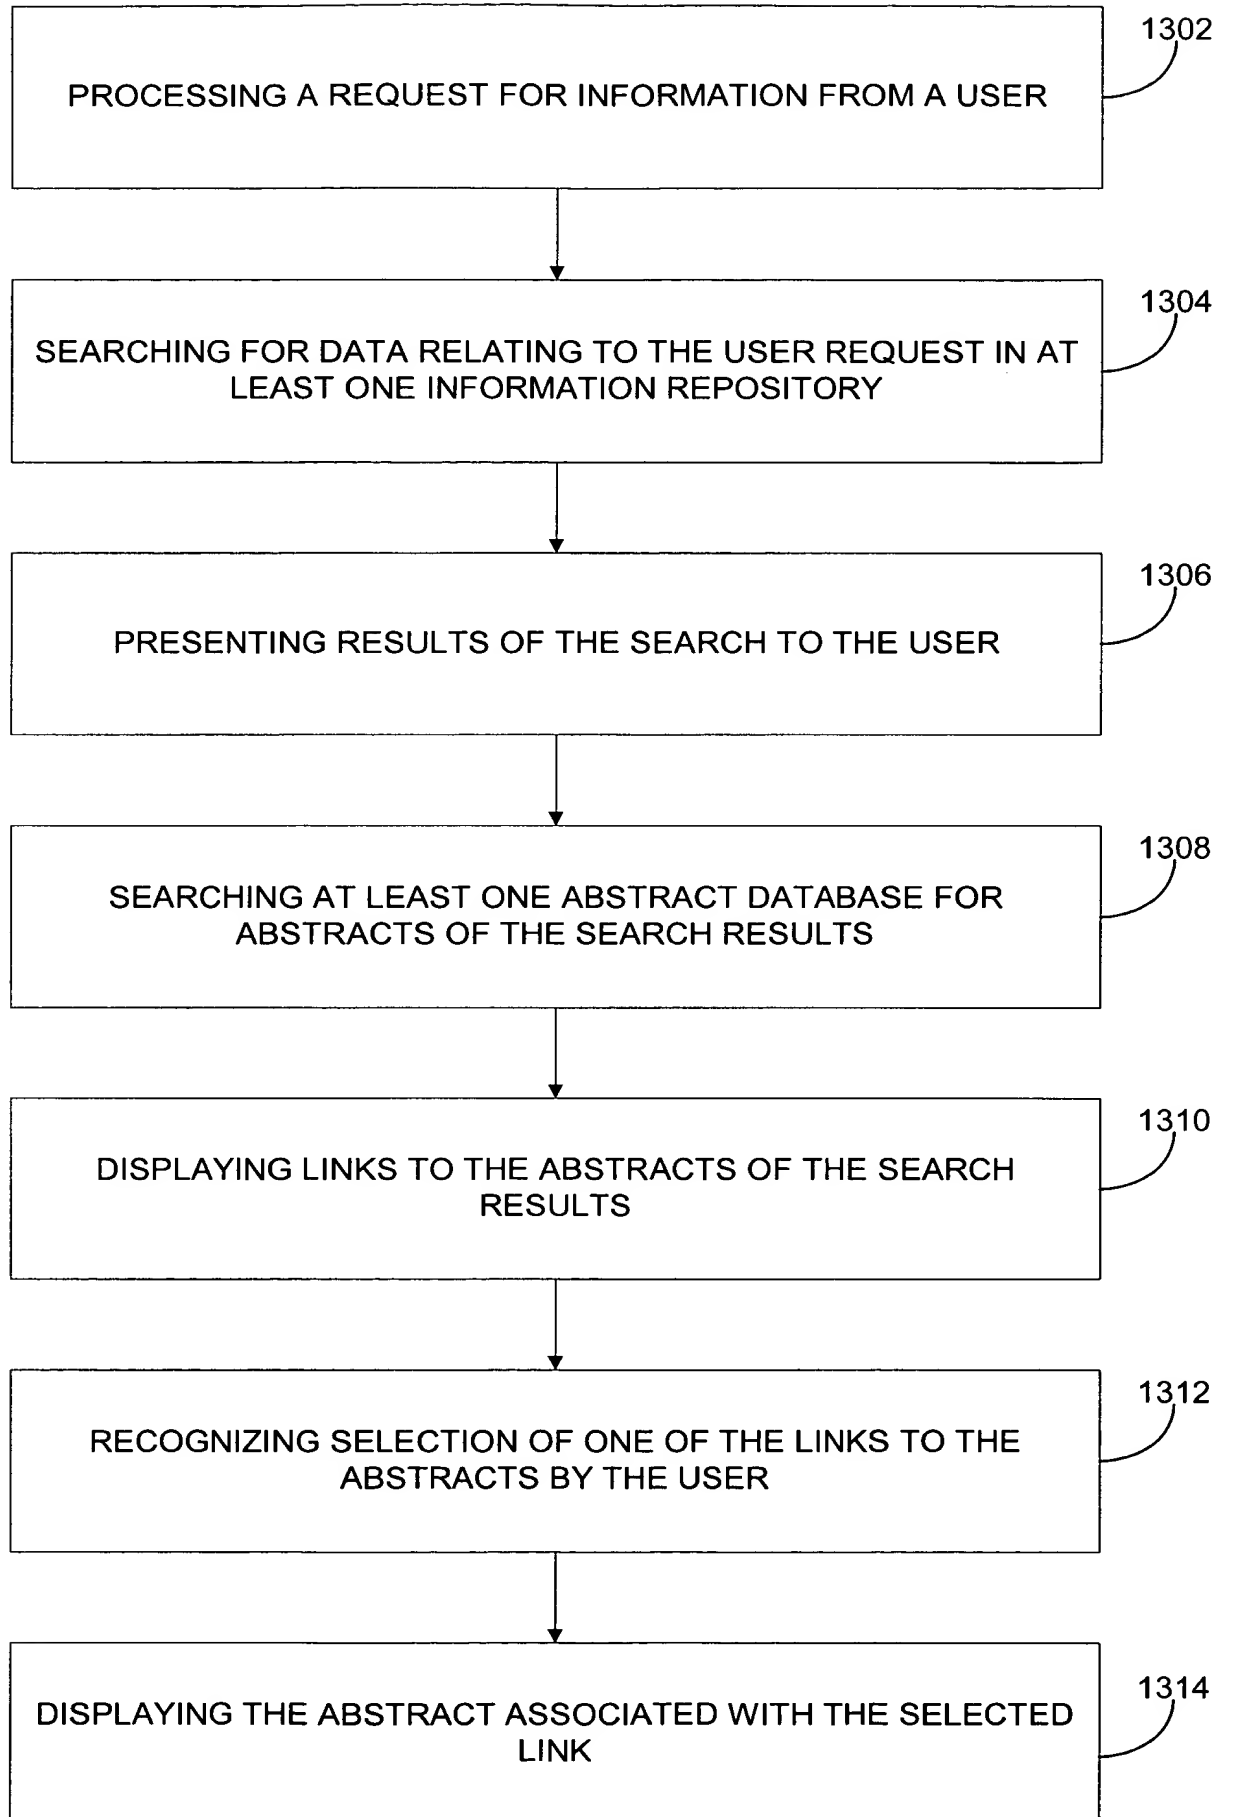 1302
PROCESSING A REQUEST FOR INFORMATION FROM A USER
1304
SEARCHING FOR DATA RELATING TO THE USER REQUEST IN AT
LEAST ONE INFORMATION REPOSITORY
1306
PRESENTING RESULTS OF THE SEARCH TO THE USER
1308
SEARCHING AT LEAST ONE ABSTRACT DATABASE FOR
ABSTRACTS OF THE SEARCH RESULTS
1310
DISPLAYING LINKS TO THE ABSTRACTS OF THE SEARCH
RESULTS
1312
RECOGNIZING SELECTION OF ONE OF THE LINKS TO THE
ABSTRACTS BY THE USER
1314
DISPLAYING THE ABSTRACT ASSOCIATED WITH THE SELECTED
LINK